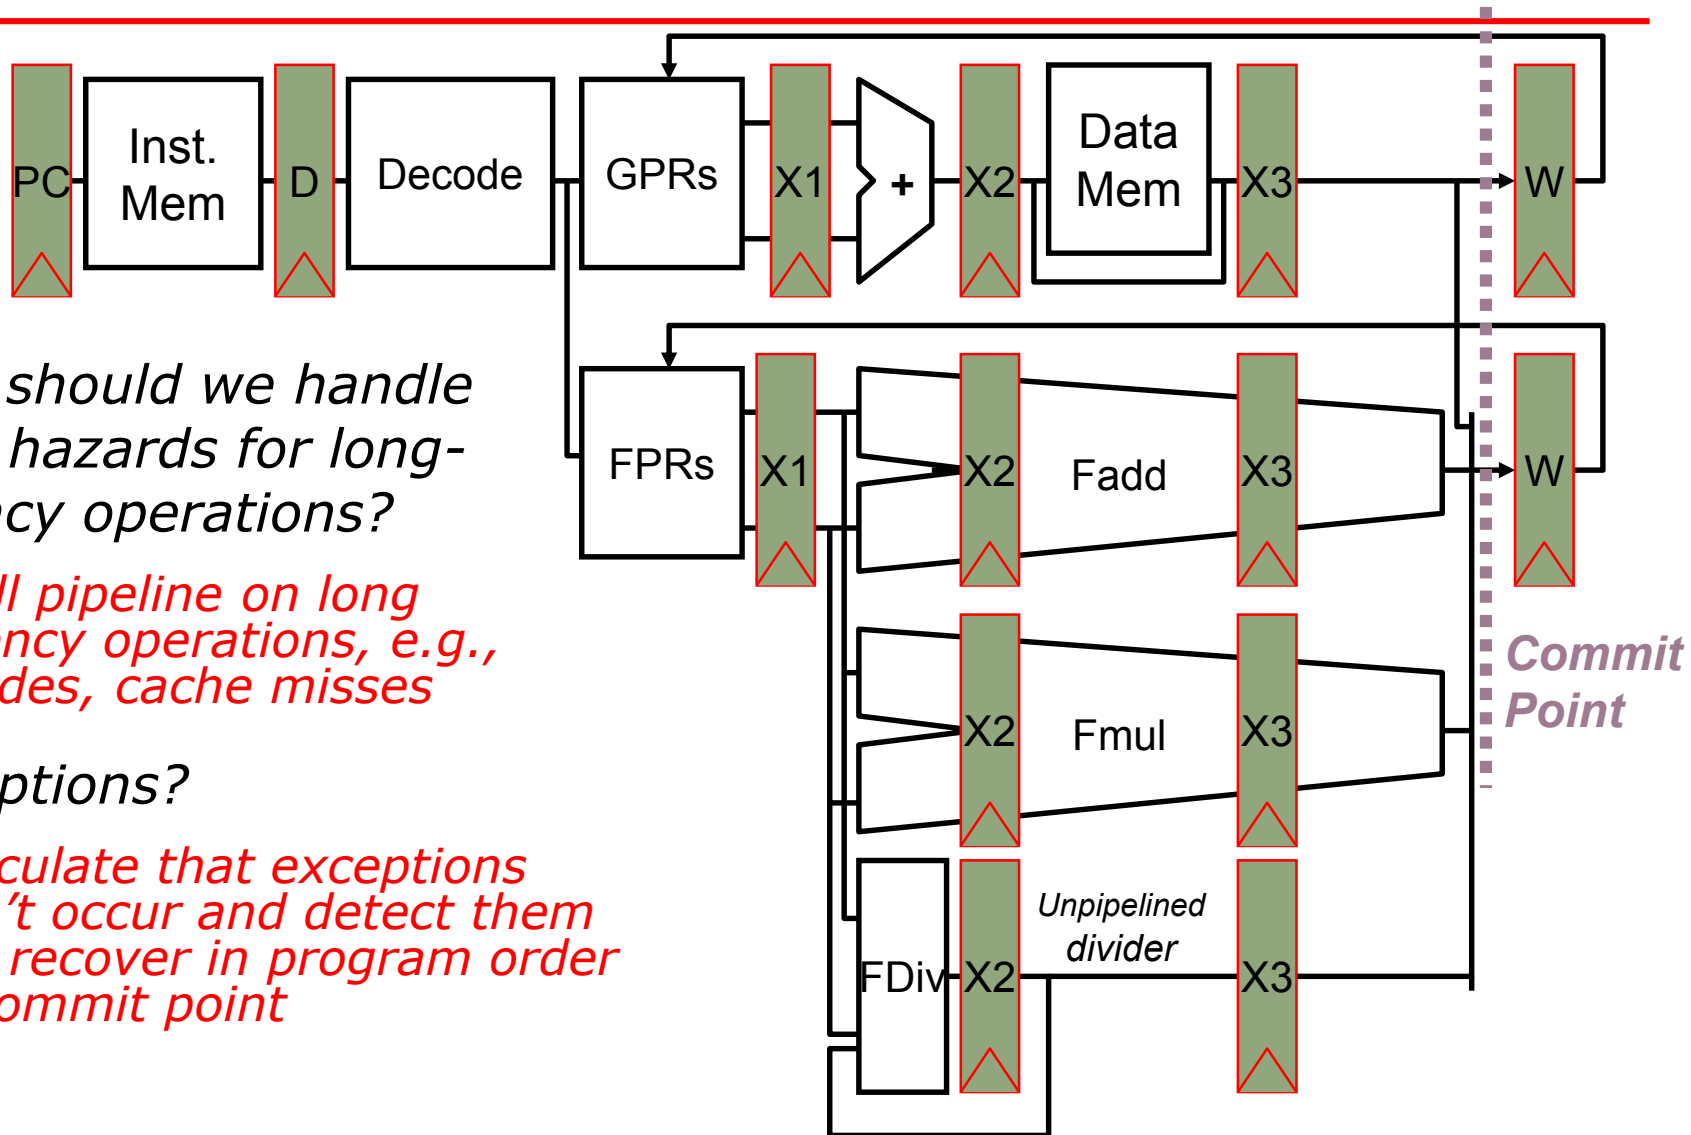 PC
Inst.
Mem
D
Decode
GPRs
X1
+
X2
Data
Mem
X3
W
should we handle
hazards for long-
ncy operations?
ll pipeline on long
ency operations, e.g.,
des, cache misses
ptions?
culate that exceptions
't occur and detect them
recover in program order
ommit point
FPRs
X1
X2
Fadd
X3
W
X2
Fmul
X3
Commit
Point
FDiv
X2
Unpipelined
divider
X3